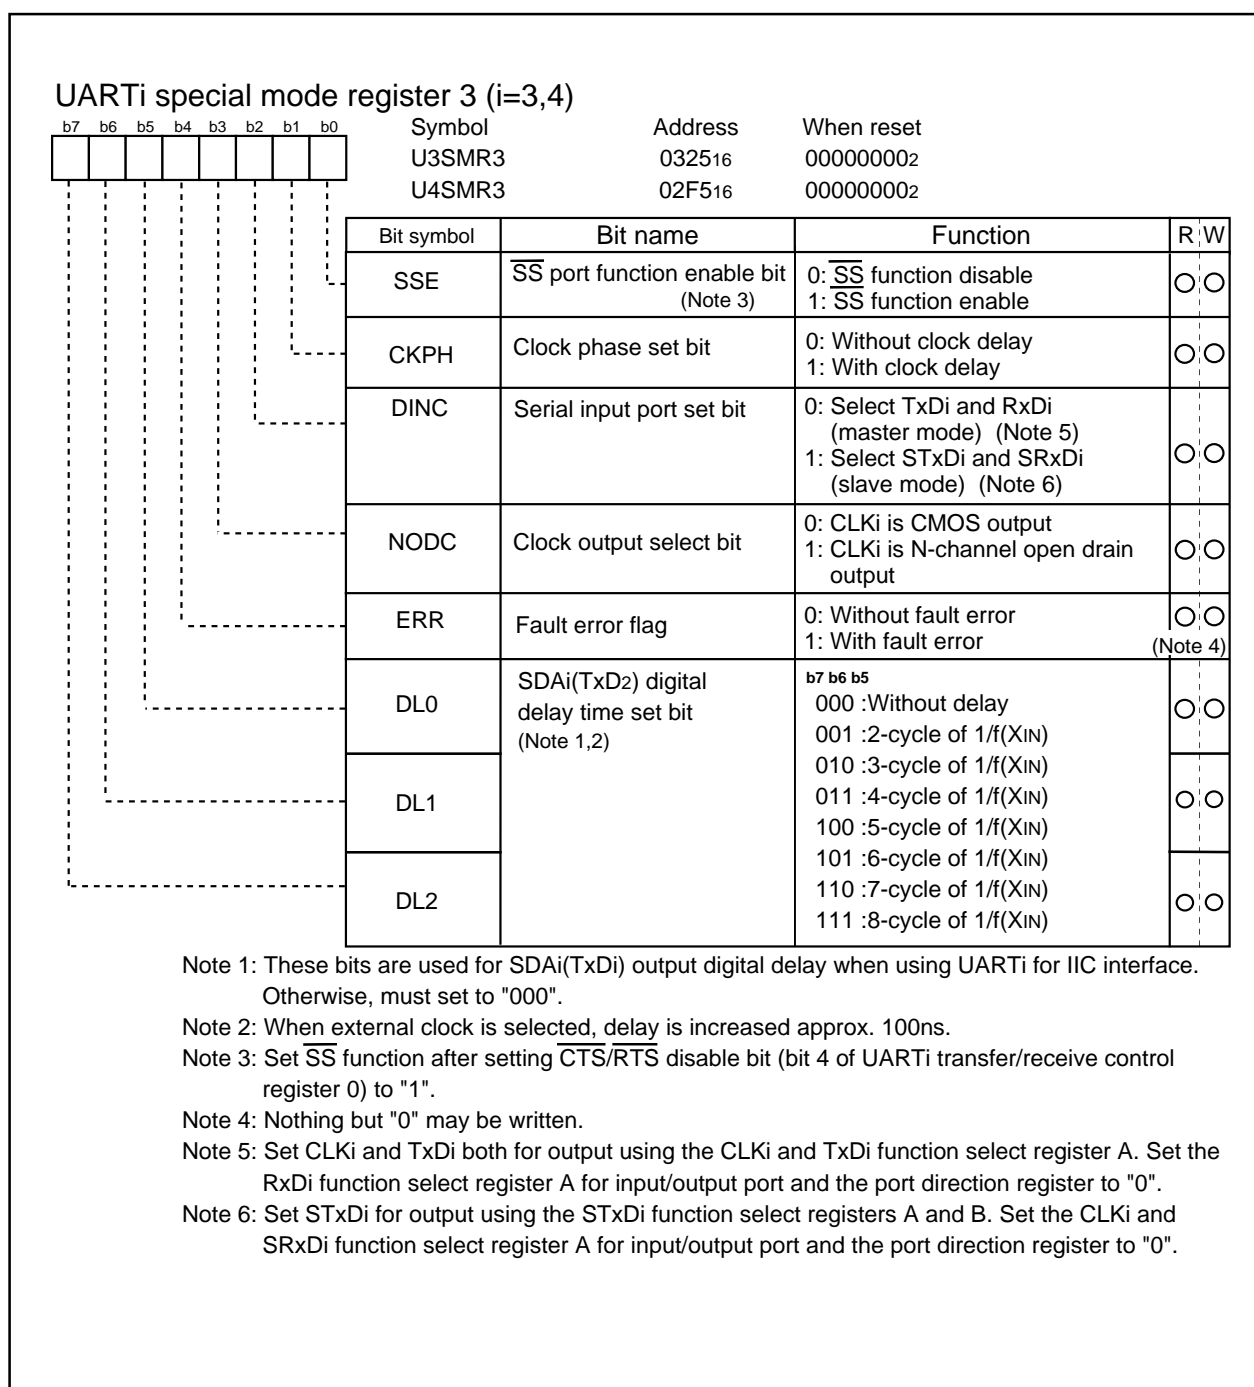 UARTi special mode register 3 (i=3,4)
b7 b6 b5 b4 b3 b2 b1 b0
Symbol Address When reset
U3SMR3 032516 000000002
U4SMR3 02F516 000000002
Bit symbol Bit name Function R W
SSE SS port function enable bit (Note 3) 0: SS function disable
1: SS function enable
CKPH Clock phase set bit 0: Without clock delay
1: With clock delay
DINC Serial input port set bit 0: Select TxDi and RxDi
(master mode) (Note 5)
1: Select STxDi and SRxDi
(slave mode) (Note 6)
NODC Clock output select bit 0: CLKi is CMOS output
1: CLKi is N-channel open drain
output
ERR Fault error flag 0: Without fault error
1: With fault error (Note 4)
DL0 SDAi(TxD2) digital
delay time set bit
(Note 1,2)
b7 b6 b5
000 :Without delay
001 :2-cycle of 1/f(XIN)
010 :3-cycle of 1/f(XIN)
DL1 011 :4-cycle of 1/f(XIN)
100 :5-cycle of 1/f(XIN)
101 :6-cycle of 1/f(XIN)
DL2 110 :7-cycle of 1/f(XIN)
111 :8-cycle of 1/f(XIN)
Note 1: These bits are used for SDAi(TxDi) output digital delay when using UARTi for IIC interface.
Otherwise, must set to "000".
Note 2: When external clock is selected, delay is increased approx. 100ns.
Note 3: Set SS function after setting CTS/RTS disable bit (bit 4 of UARTi transfer/receive control
register 0) to "1".
Note 4: Nothing but "0" may be written.
Note 5: Set CLKi and TxDi both for output using the CLKi and TxDi function select register A. Set the
RxDi function select register A for input/output port and the port direction register to "0".
Note 6: Set STxDi for output using the STxDi function select registers A and B. Set the CLKi and
SRxDi function select register A for input/output port and the port direction register to "0".